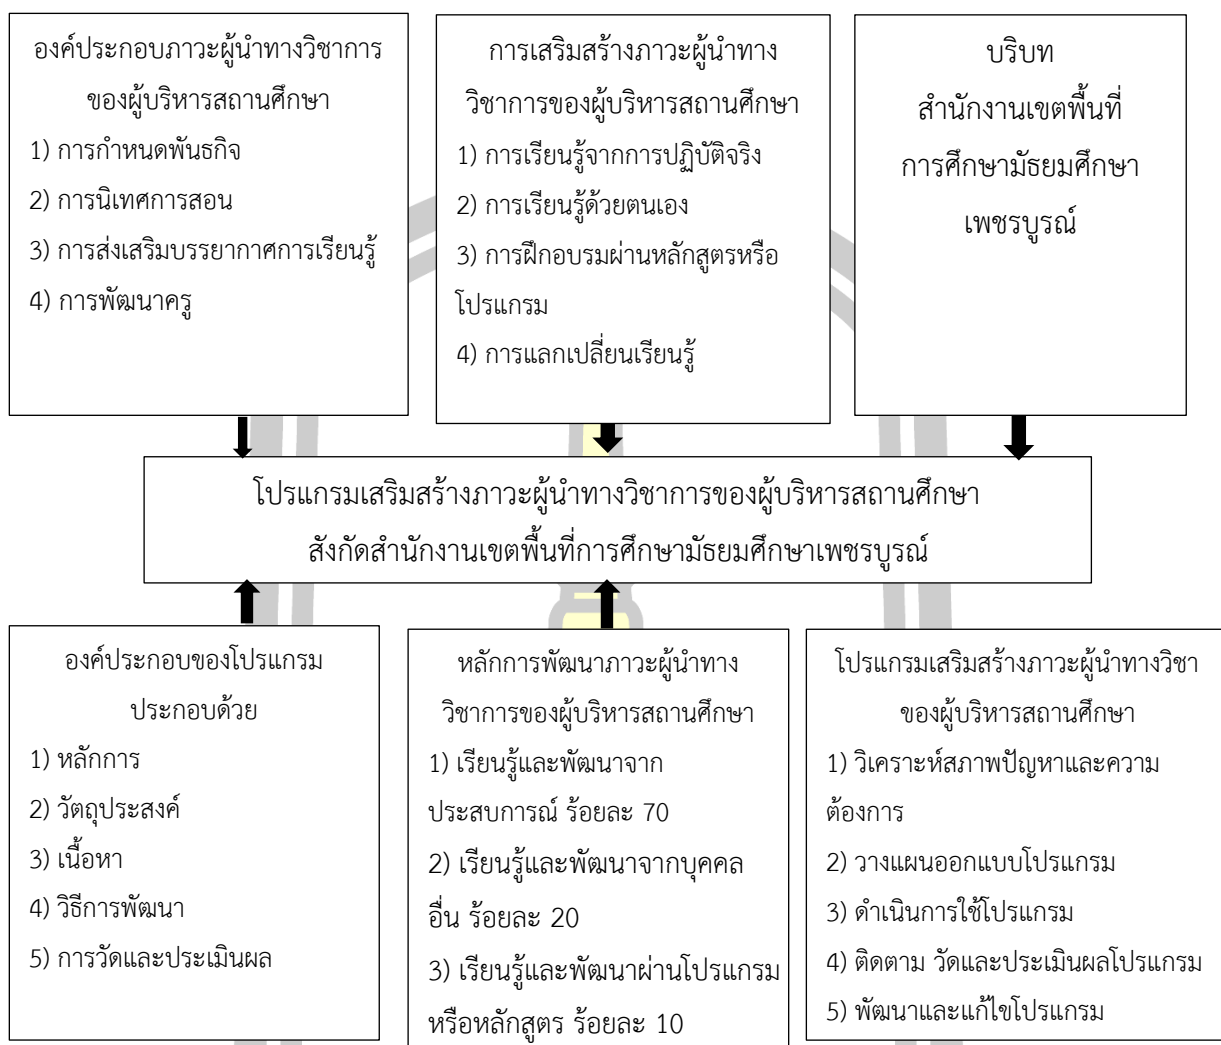 องค์ประกอบภาวะผู้นำทางวิชาการ
ของผู้บริหารสถานศึกษา
1) การกำหนดพันธกิจ
2) การนิเทศการสอน
3) การส่งเสริมบรรยากาศการเรียนรู้
4) การพัฒนาครู
การเสริมสร้างภาวะผู้นำทาง
วิชาการของผู้บริหารสถานศึกษา
1) การเรียนรู้จากการปฏิบัติจริง
2) การเรียนรู้ด้วยตนเอง
3) การฝึกอบรมผ่านหลักสูตรหรือ
โปรแกรม
4) การแลกเปลี่ยนเรียนรู้
บริบท
สำนักงานเขตพื้นที่
การศึกษามัธยมศึกษา
เพชรบูรณ์
โปรแกรมเสริมสร้างภาวะผู้นำทางวิชาการของผู้บริหารสถานศึกษา
สังกัดสำนักงานเขตพื้นที่การศึกษามัธยมศึกษาเพชรบูรณ์
องค์ประกอบของโปรแกรม
ประกอบด้วย
1) หลักการ
2) วัตถุประสงค์
3) เนื้อหา
4) วิธีการพัฒนา
5) การวัดและประเมินผล
หลักการพัฒนาภาวะผู้นำทาง
วิชาการของผู้บริหารสถานศึกษา
1) เรียนรู้และพัฒนาจาก
ประสบการณ์ ร้อยละ 70
2) เรียนรู้และพัฒนาจากบุคคล
อื่น ร้อยละ 20
3) เรียนรู้และพัฒนาผ่านโปรแกรม
หรือหลักสูตร ร้อยละ 10
โปรแกรมเสริมสร้างภาวะผู้นำทางวิชา
ของผู้บริหารสถานศึกษา
1) วิเคราะห์สภาพปัญหาและความ
ต้องการ
2) วางแผนออกแบบโปรแกรม
3) ดำเนินการใช้โปรแกรม
4) ติดตาม วัดและประเมินผลโปรแกรม
5) พัฒนาและแก้ไขโปรแกรม